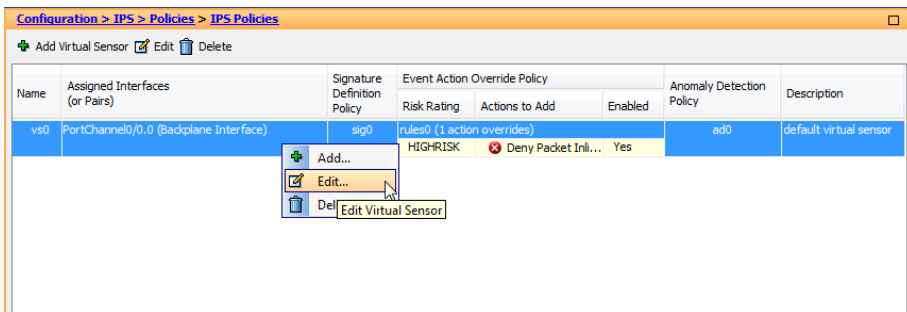 Configuration > IPS > Policies > IPS Policies
Add Virtual Sensor Edit Delete
Name Assigned Interfaces (or Pairs) Signature Definition Policy Event Action Override Policy Anomaly Detection Policy Description
Risk Rating Actions to Add Enabled
vs0 PortChannel0/0.0 (Backplane Interface) sig0 rules0 (1 action overrides) ad0 default virtual sensor
HIGHRISK Deny Packet Inli... Yes
Add...
Edit...
Del
Edit Virtual Sensor